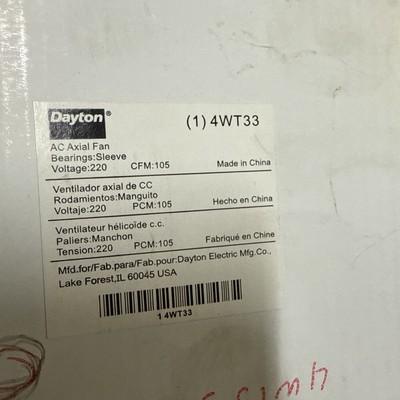 Dayton®
(1) 4WT33
AC Axial Fan
Bearings:Sleeve
Voltage:220 CFM:105 Made in China
Ventilador axial de CC
Rodamientos:Manguito
Voltaje:220 PCM:105 Hecho en China
Ventilateur hélicoïde c.c.
Paliers:Manchon
Tension:220 PCM:105 Fabriqué en Chine
Mfd.for/Fab.para/Fab.pour:Dayton Electric Mfg.Co.,
Lake Forest,IL 60045 USA
1 4WT33